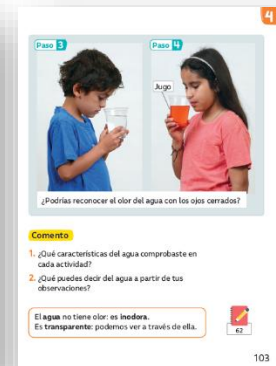 4
Paso 3
Paso 4
Jugo
¿Podrías reconocer el olor del agua con los ojos cerrados?
Comento
1. ¿Qué características del agua comprobaste en
cada actividad?
2. ¿Qué puedes decir del agua a partir de tus
observaciones?
El agua no tiene olor: es inodora.
Es transparente: podemos ver a través de ella.
62
103